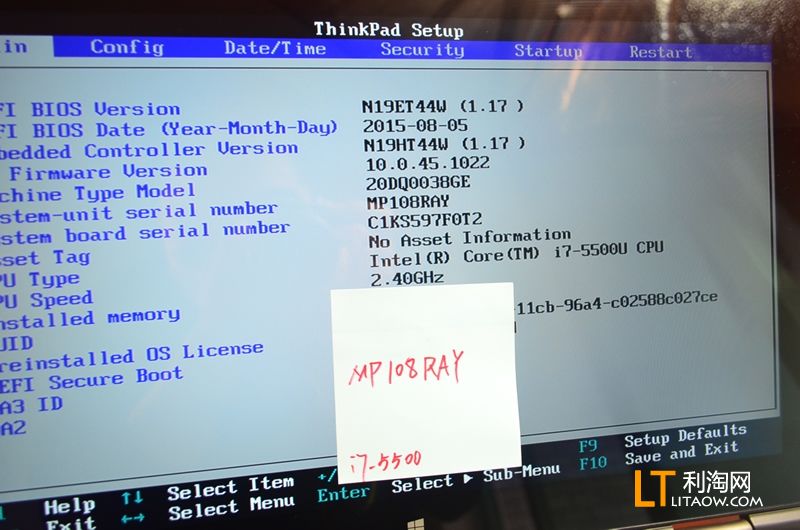 ThinkPad Setup
in Config Date/Time Security Startup Restart
FI BIOS Version N19ET44W (1.17 )
FI BIOS Date (Year-Month-Day) 2015-08-05
bedded Controller Version N19HT44W (1.17 )
Firmware Version 10.0.45.1022
chine Type Model 20DQ0038GE
stem-unit serial number MP108RAY
stem board serial number C1KS597F0T2
sset Tag No Asset Information
PU Type Intel(R) Core(TM) i7-5500U CPU
PU Speed 2.40GHz
nstalled memory
UID -11cb-96a4-c02588c027ce
reinstalled OS License
EFI Secure Boot
A3 ID
A2
MP108RAY
i7-5500
Help ↑↓ Select Item +/ F9 Setup Defaults
Exit ←→ Select Menu Enter Select ▶ Sub-Menu F10 Save and Exit
LT利淘网
LITAOW.COM